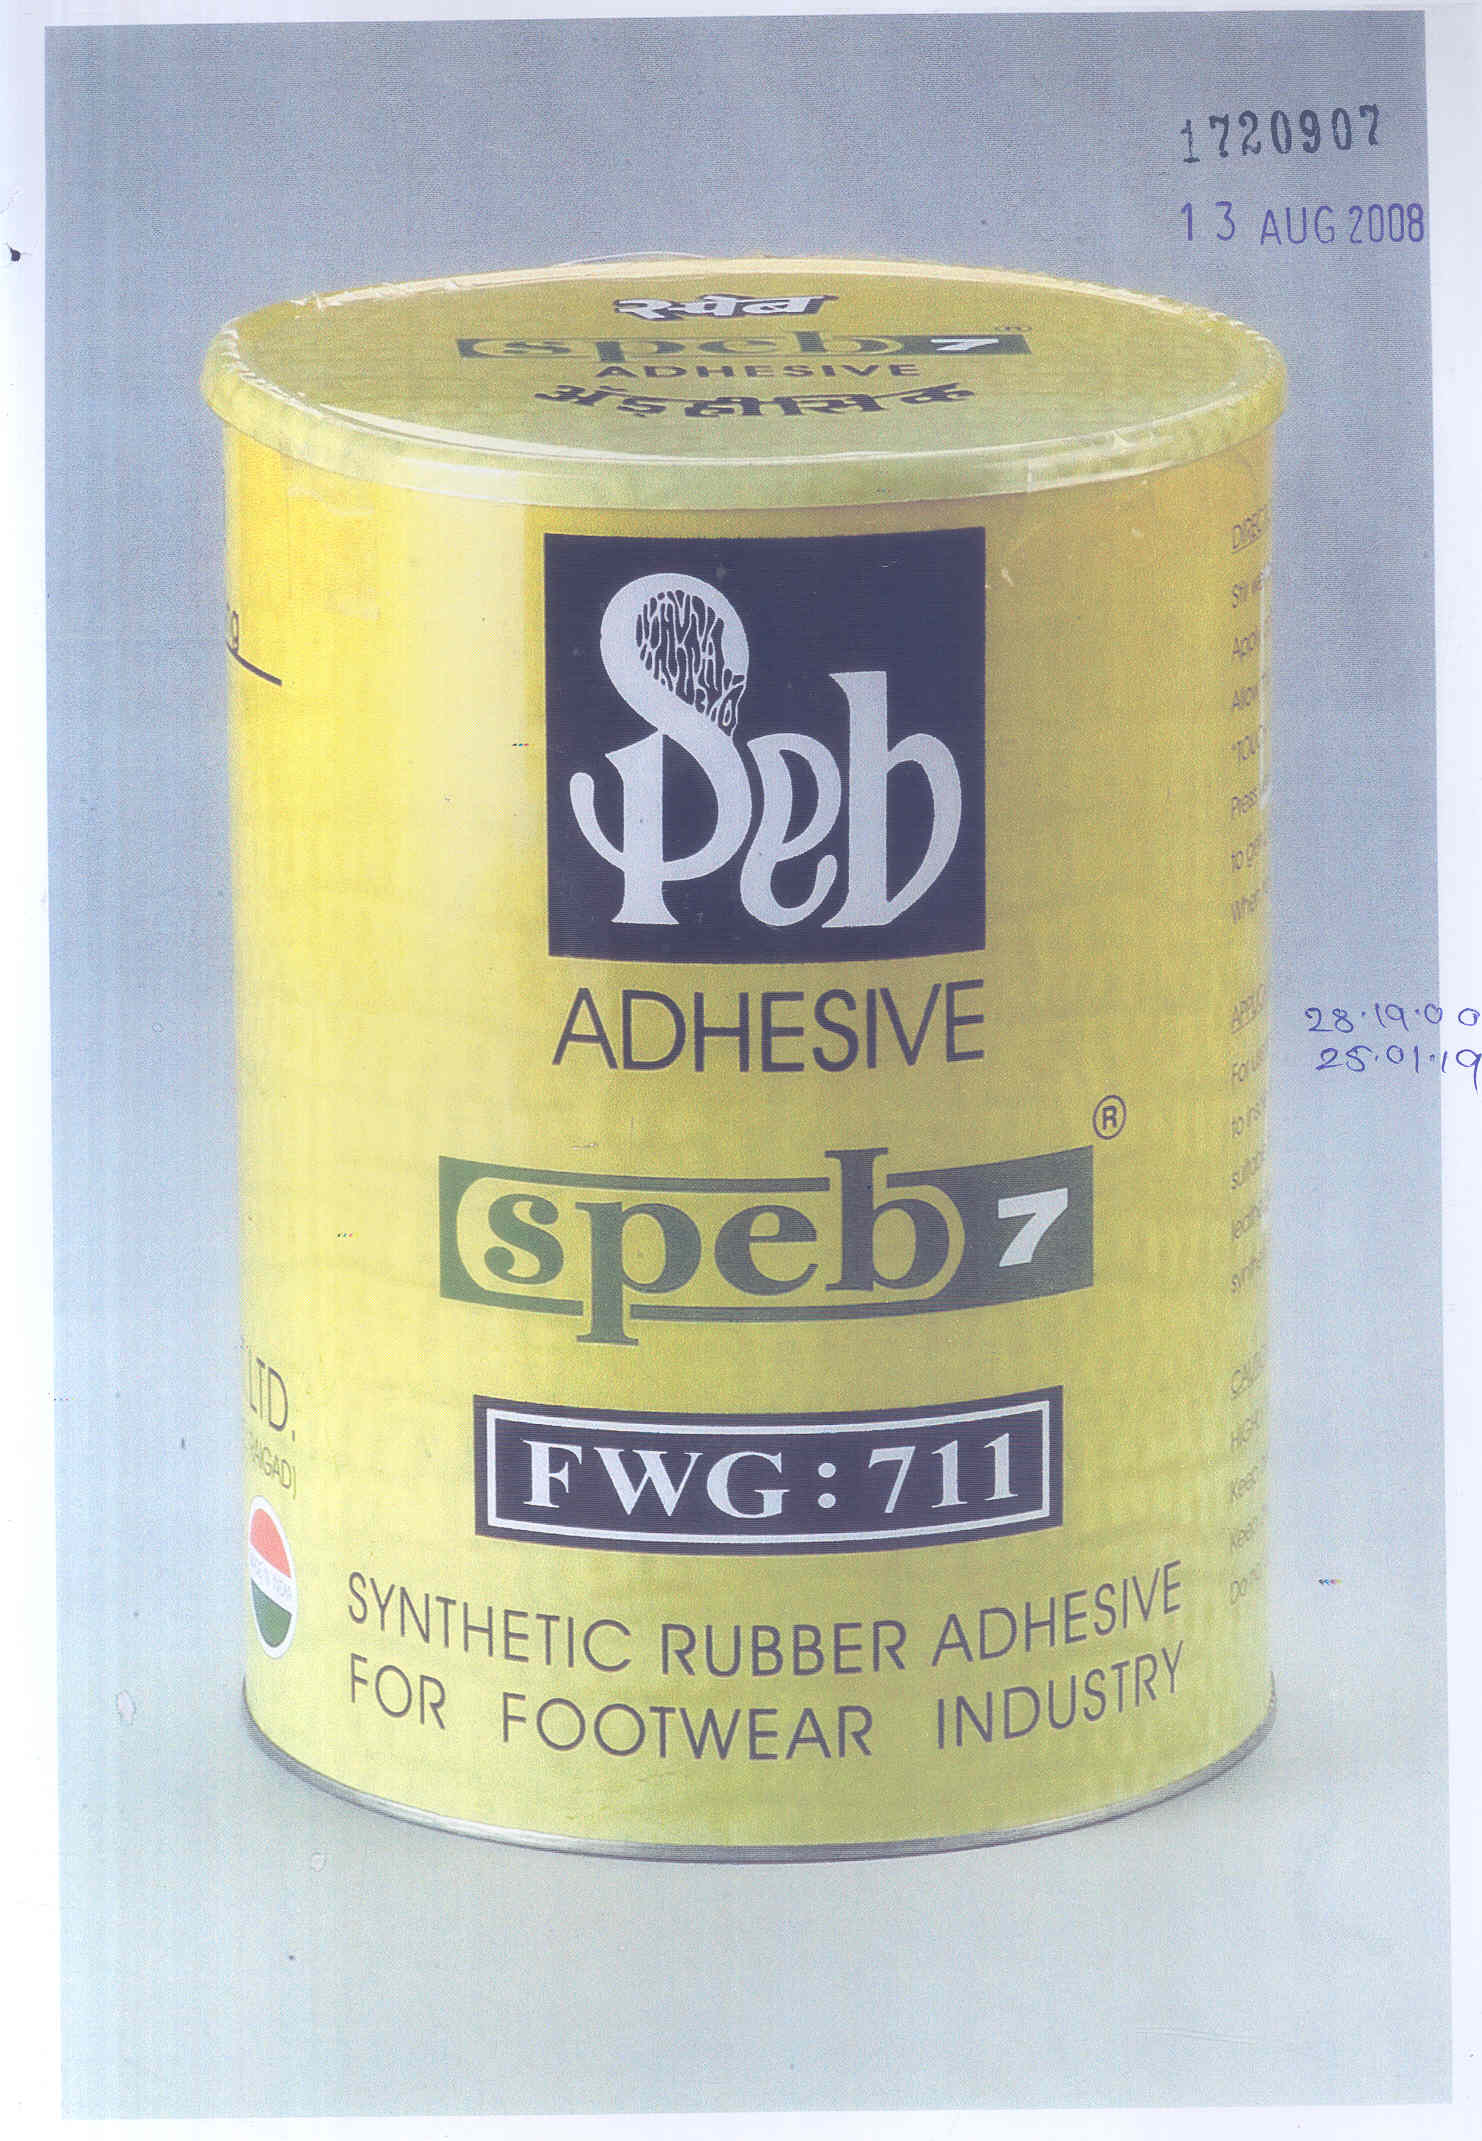 1720907
13 AUG 2008
स्पेब
speb 7
ADHESIVE
अ‍ॅडहीसिव्ह
Speb
ADHESIVE
speb 7 ®
FWG : 711
SYNTHETIC RUBBER ADHESIVE
FOR FOOTWEAR INDUSTRY
LTD.
28.19.00
25.01.19